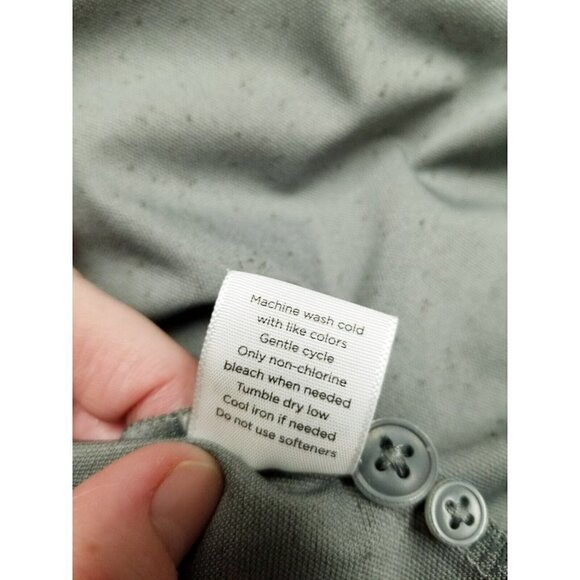 Machine wash cold
with like colors
Gentle cycle
Only non-chlorine
bleach when needed
Tumble dry low
Cool iron if needed
Do not use softeners